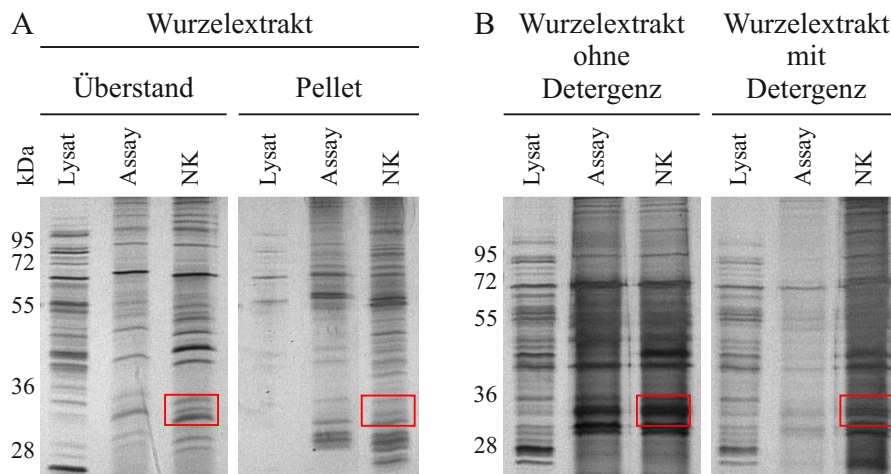 A
Wurzelextrakt
Überstand
Pellet
kDa
Lysat
Assay
NK
Lysat
Assay
NK
95
72
55
36
28
B
Wurzelextrakt
ohne
Detergenz
Wurzelextrakt
mit
Detergenz
Lysat
Assay
NK
Lysat
Assay
NK
95
72
55
36
28